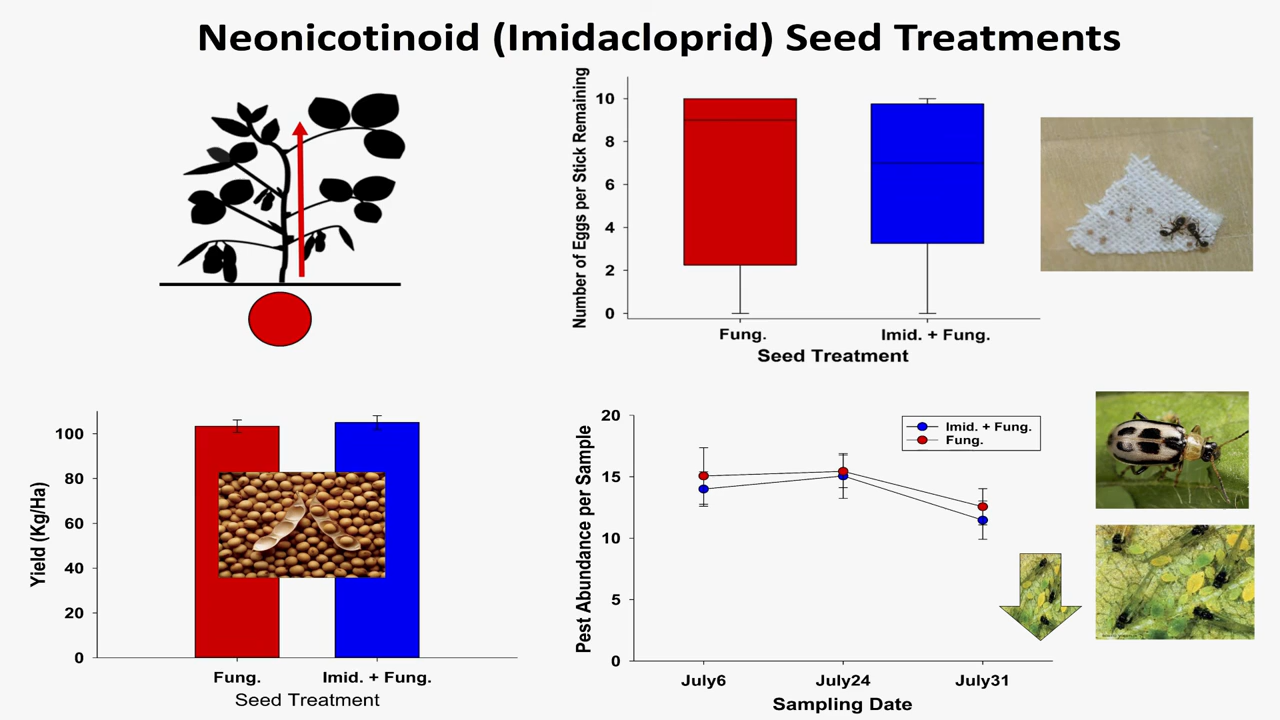 Neonicotinoid (Imidacloprid) Seed Treatments
Number of Eggs per Stick Remaining
10
8
6
4
2
0
Fung.
Imid. + Fung.
Seed Treatment
Yield (Kg/Ha)
100
80
60
40
20
0
Fung.
Imid. + Fung.
Seed Treatment
Pest Abundance per Sample
20
15
10
5
0
Imid. + Fung.
Fung.
July6
July24
July31
Sampling Date